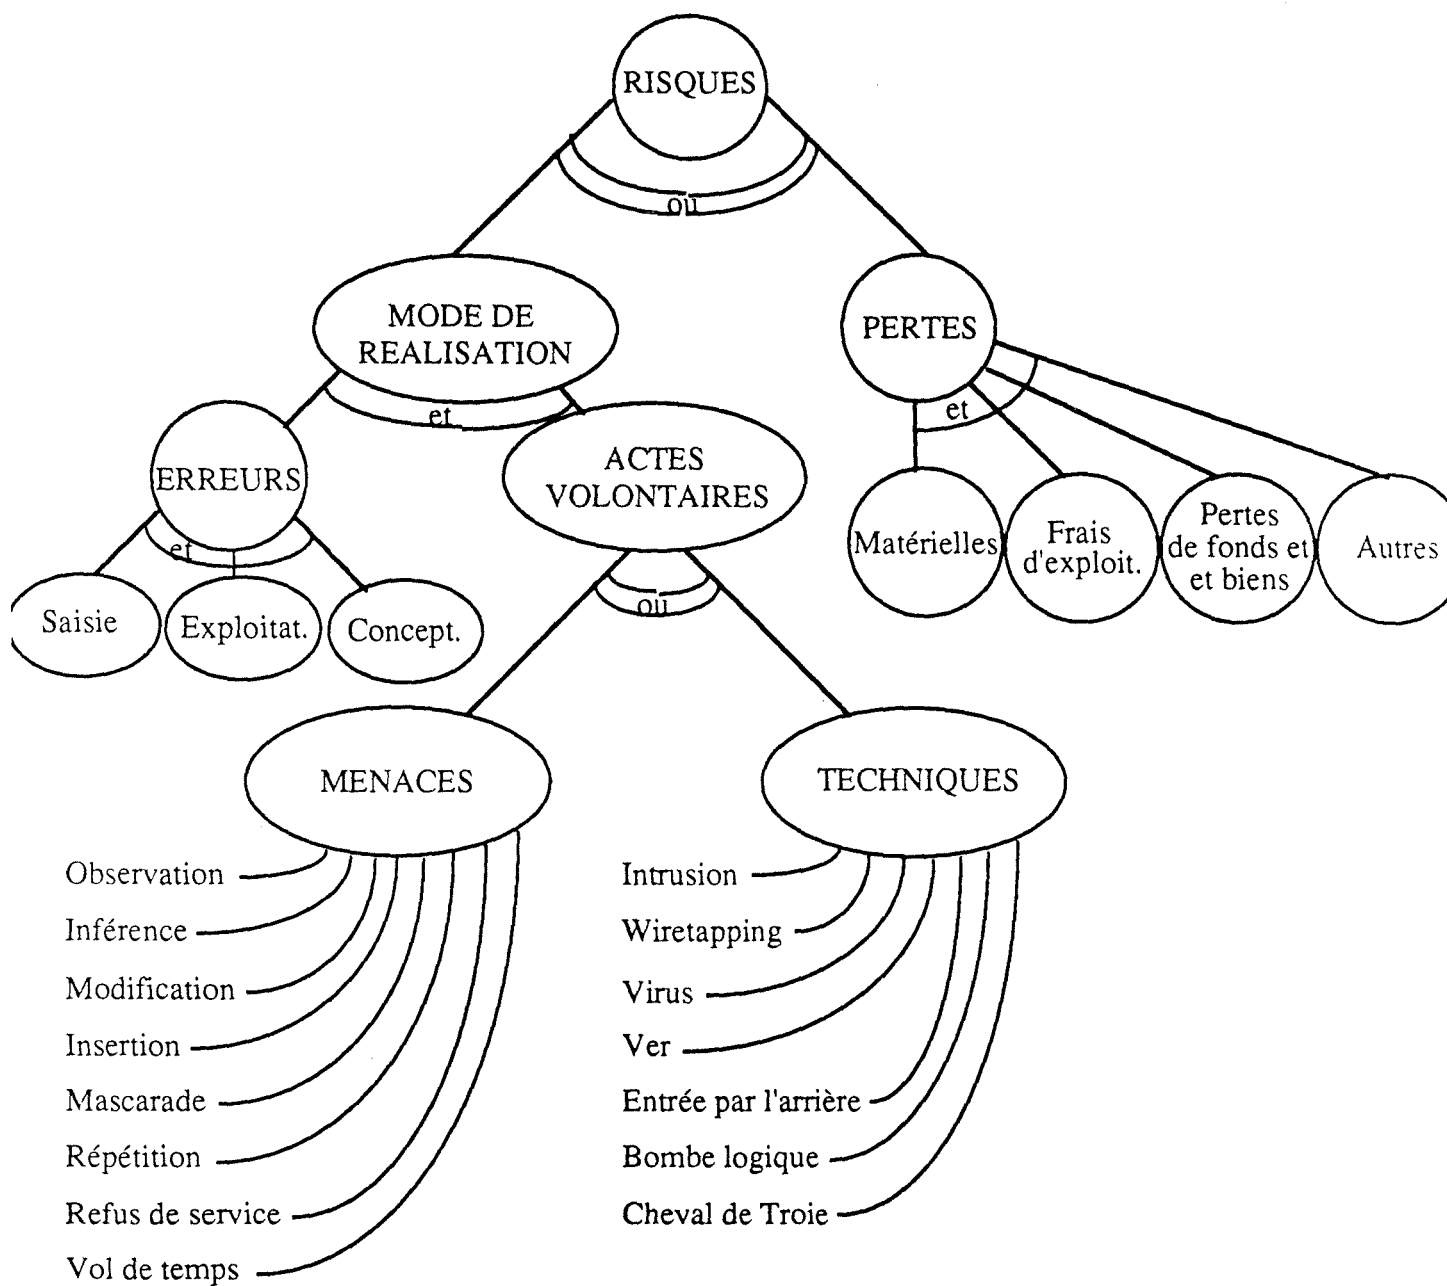 RISQUES
ou
MODE DE
REALISATION
PERTES
et
et
ERREURS
ACTES
VOLONTAIRES
et
Matérielles
Frais
d'exploit.
Pertes
de fonds et
et biens
Autres
Saisie
Exploitat.
Concept.
ou
MENACES
TECHNIQUES
Observation
Inférence
Modification
Insertion
Mascarade
Répétition
Refus de service
Vol de temps
Intrusion
Wiretapping
Virus
Ver
Entrée par l'arrière
Bombe logique
Cheval de Troie